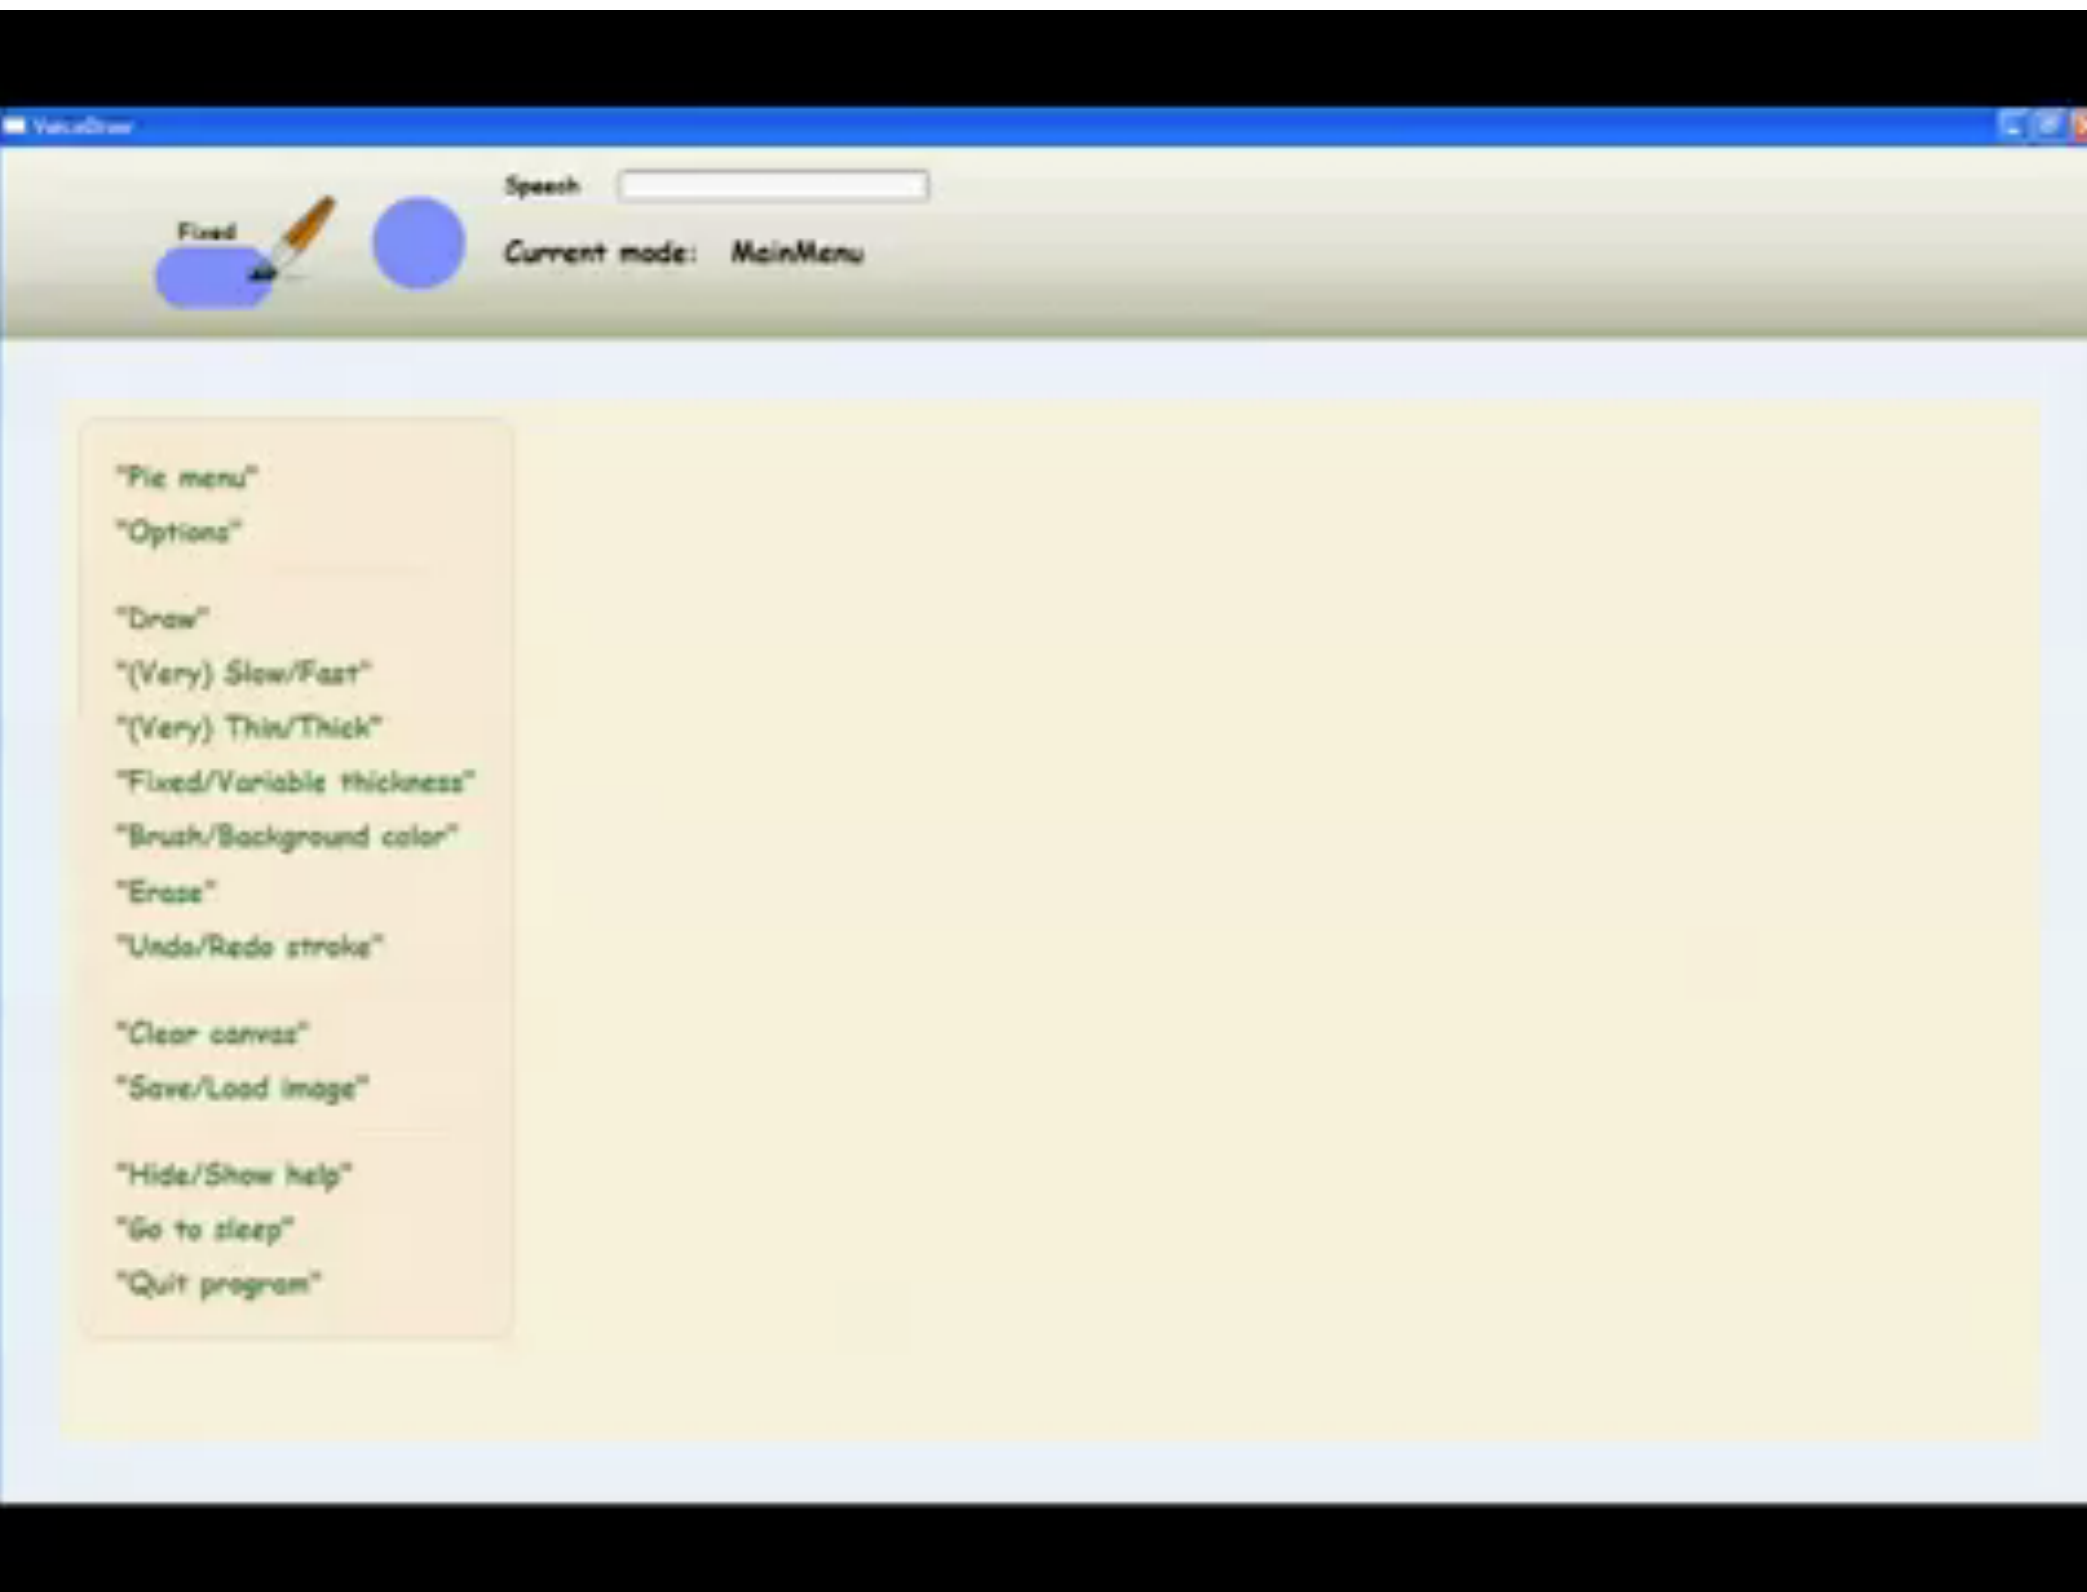 VoiceDraw
Speech
Fixed
Current mode: MainMenu
"Pie menu"
"Options"
"Draw"
"(Very) Slow/Fast"
"(Very) Thin/Thick"
"Fixed/Variable thickness"
"Brush/Background color"
"Erase"
"Undo/Redo stroke"
"Clear canvas"
"Save/Load image"
"Hide/Show help"
"Go to sleep"
"Quit program"